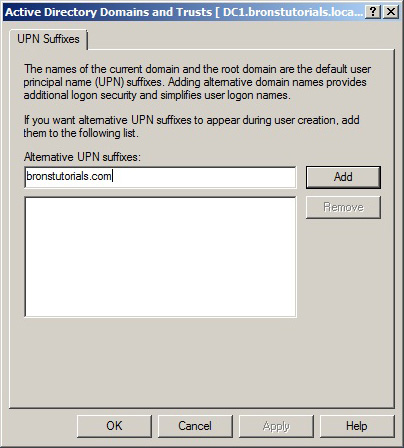 Active Directory Domains and Trusts [ DC1.bronstutorials.loca... ? X
UPN Suffixes
The names of the current domain and the root domain are the default user
principal name (UPN) suffixes. Adding alternative domain names provides
additional logon security and simplifies user logon names.
If you want alternative UPN suffixes to appear during user creation, add
them to the following list.
Alternative UPN suffixes:
bronstutorials.com
Add
Remove
OK Cancel Apply Help